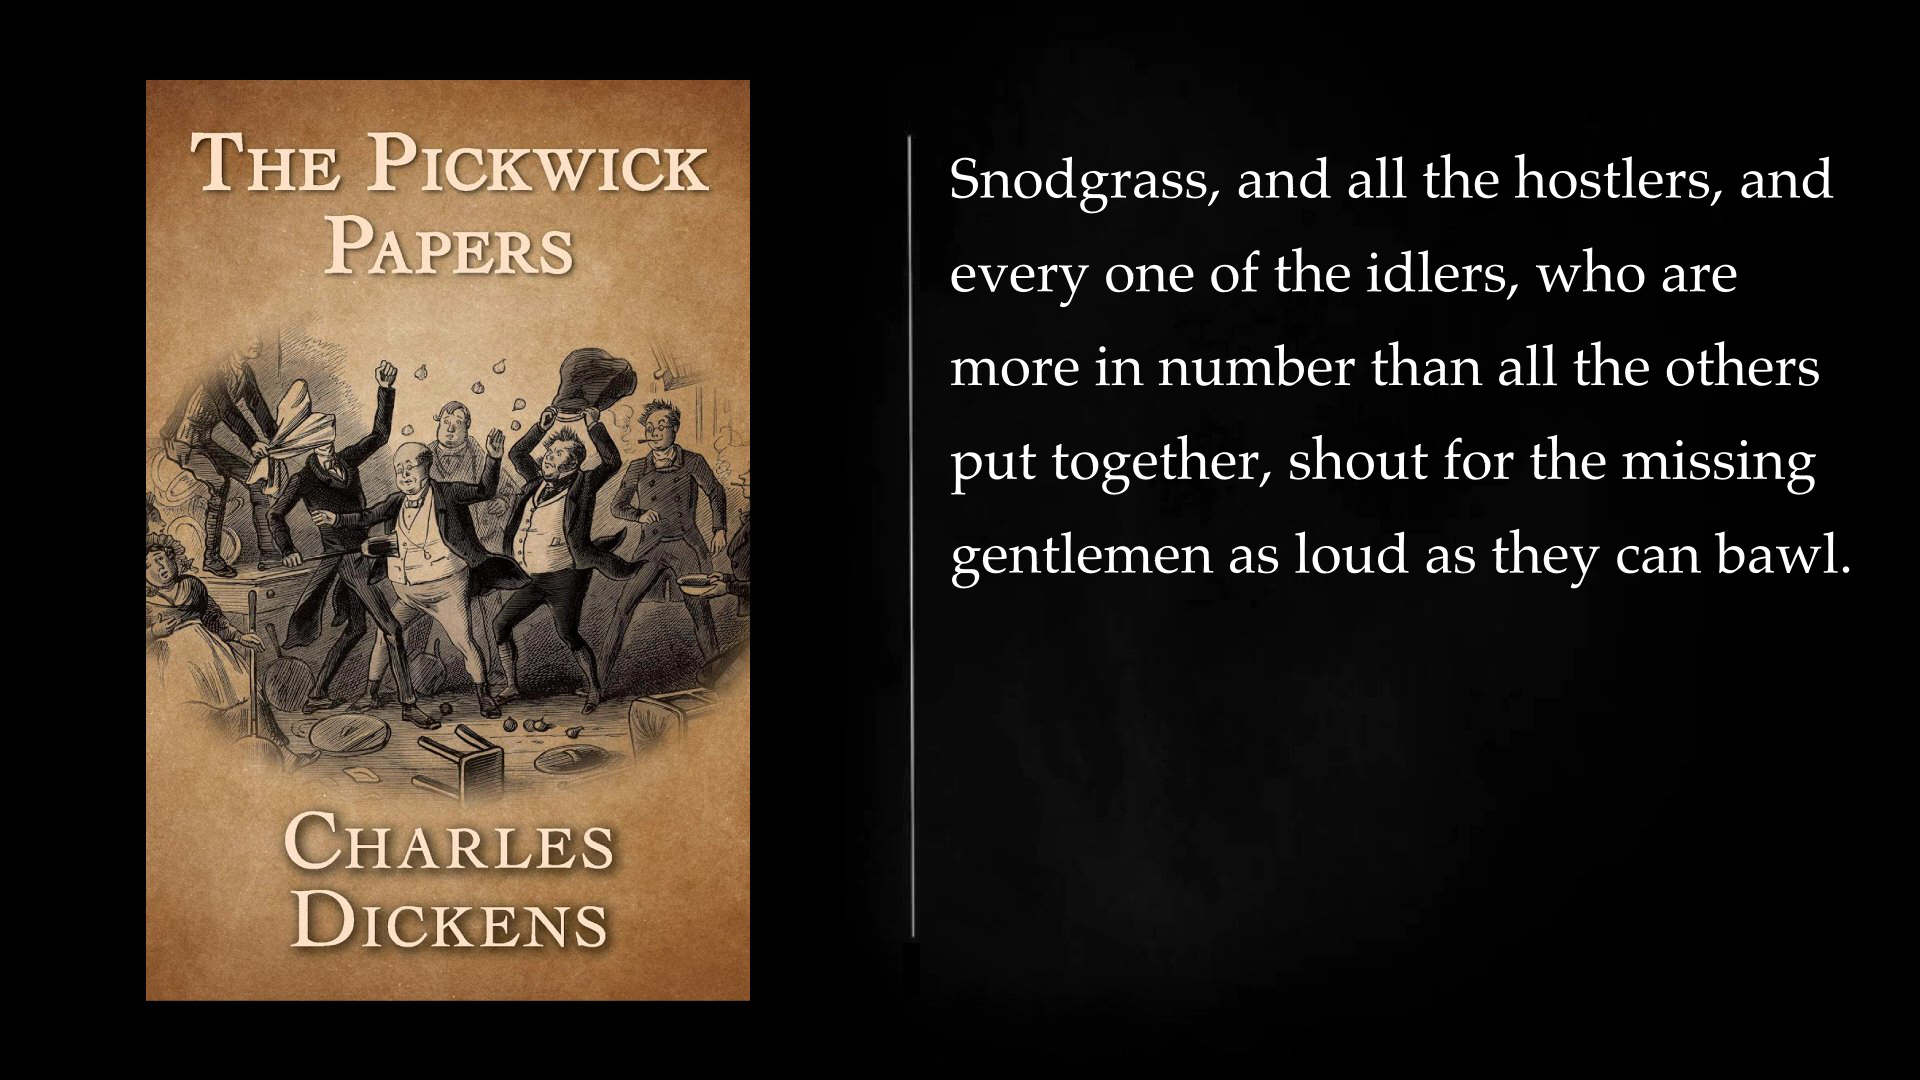 THE PICKWICK
PAPERS
CHARLES
DICKENS
Snodgrass, and all the hostlers, and
every one of the idlers, who are
more in number than all the others
put together, shout for the missing
gentlemen as loud as they can bawl.